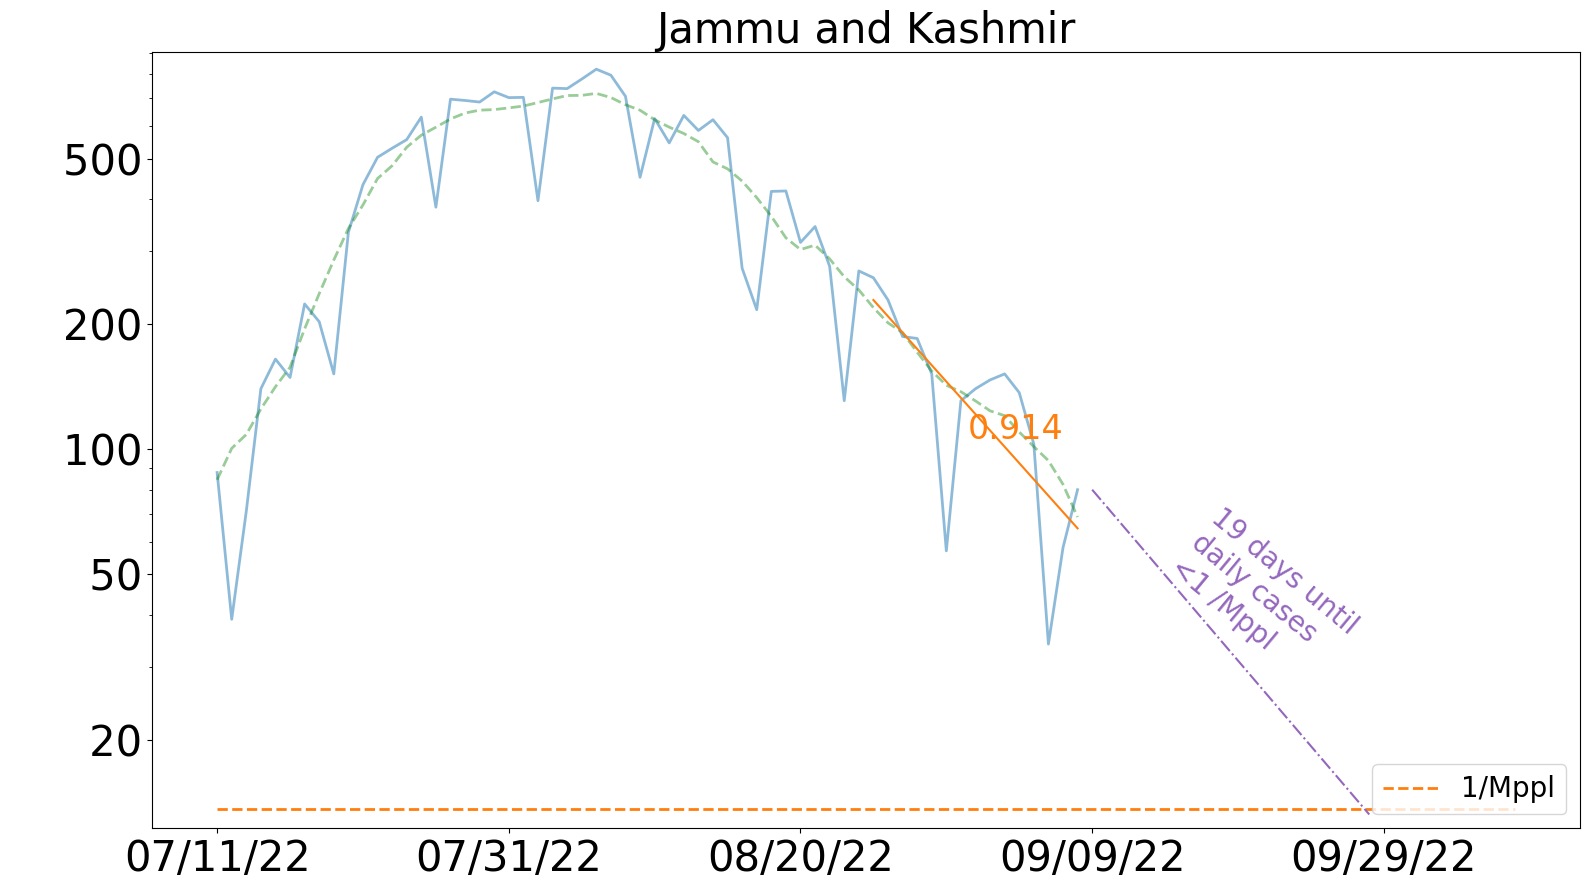 Jammu and Kashmir
500
200
100
50
20
0.914
19 days until
daily cases
<1 /Mppl
1/Mppl
07/11/22
07/31/22
08/20/22
09/09/22
09/29/22